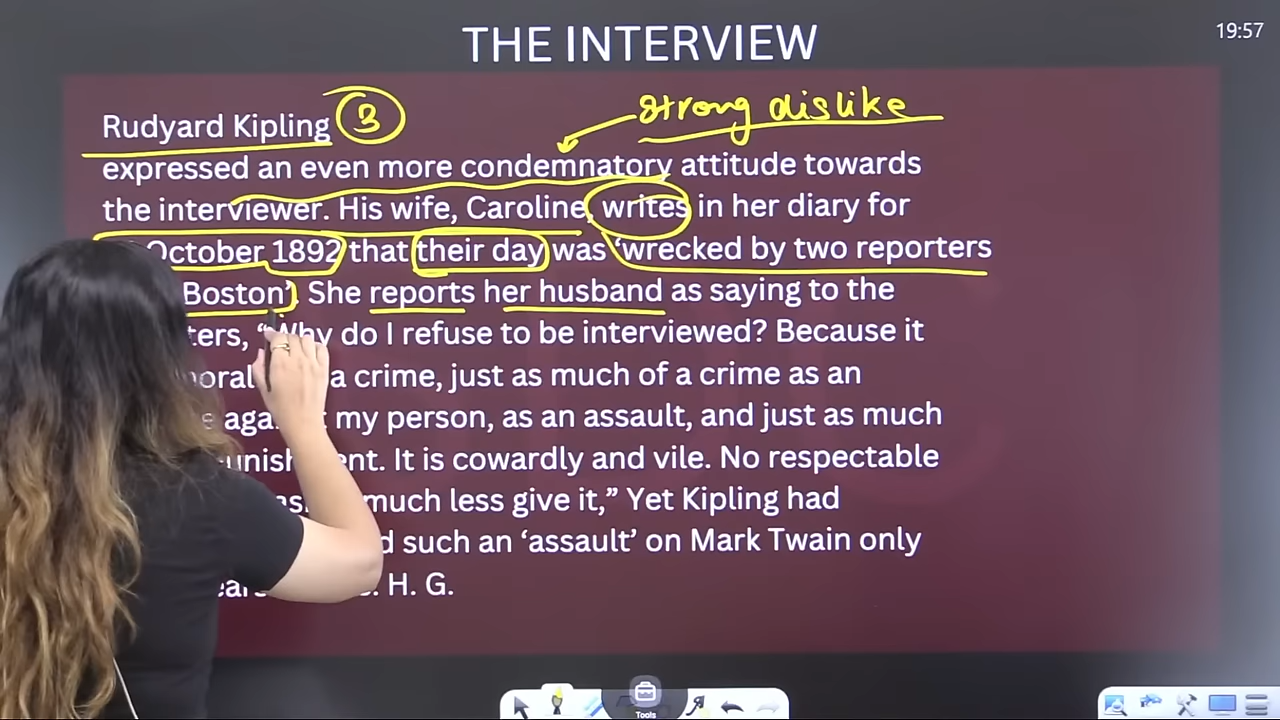 THE INTERVIEW
19:57
Rudyard Kipling 3
strong dislike
expressed an even more condemnatory attitude towards
the interviewer. His wife, Caroline, writes in her diary for
October 1892 that their day was ‘wrecked by two reporters
Boston’. She reports her husband as saying to the
ters, “Why do I refuse to be interviewed? Because it
a crime, just as much of a crime as an
my person, as an assault, and just as much
It is cowardly and vile. No respectable
much less give it,” Yet Kipling had
such an ‘assault’ on Mark Twain only
H. G.
Tools